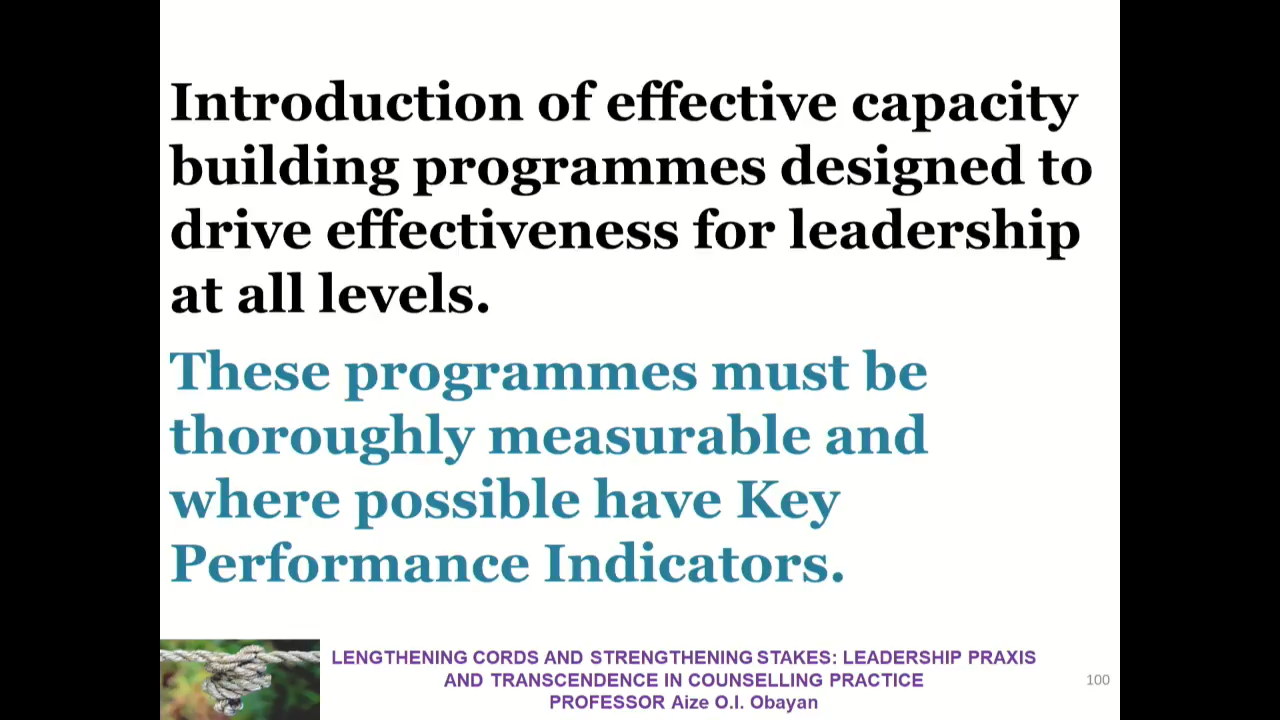 Introduction of effective capacity
building programmes designed to
drive effectiveness for leadership
at all levels.
These programmes must be
thoroughly measurable and
where possible have Key
Performance Indicators.
LENGTHENING CORDS AND STRENGTHENING STAKES: LEADERSHIP PRAXIS
AND TRANSCENDENCE IN COUNSELLING PRACTICE
PROFESSOR Aize O.I. Obayan
100